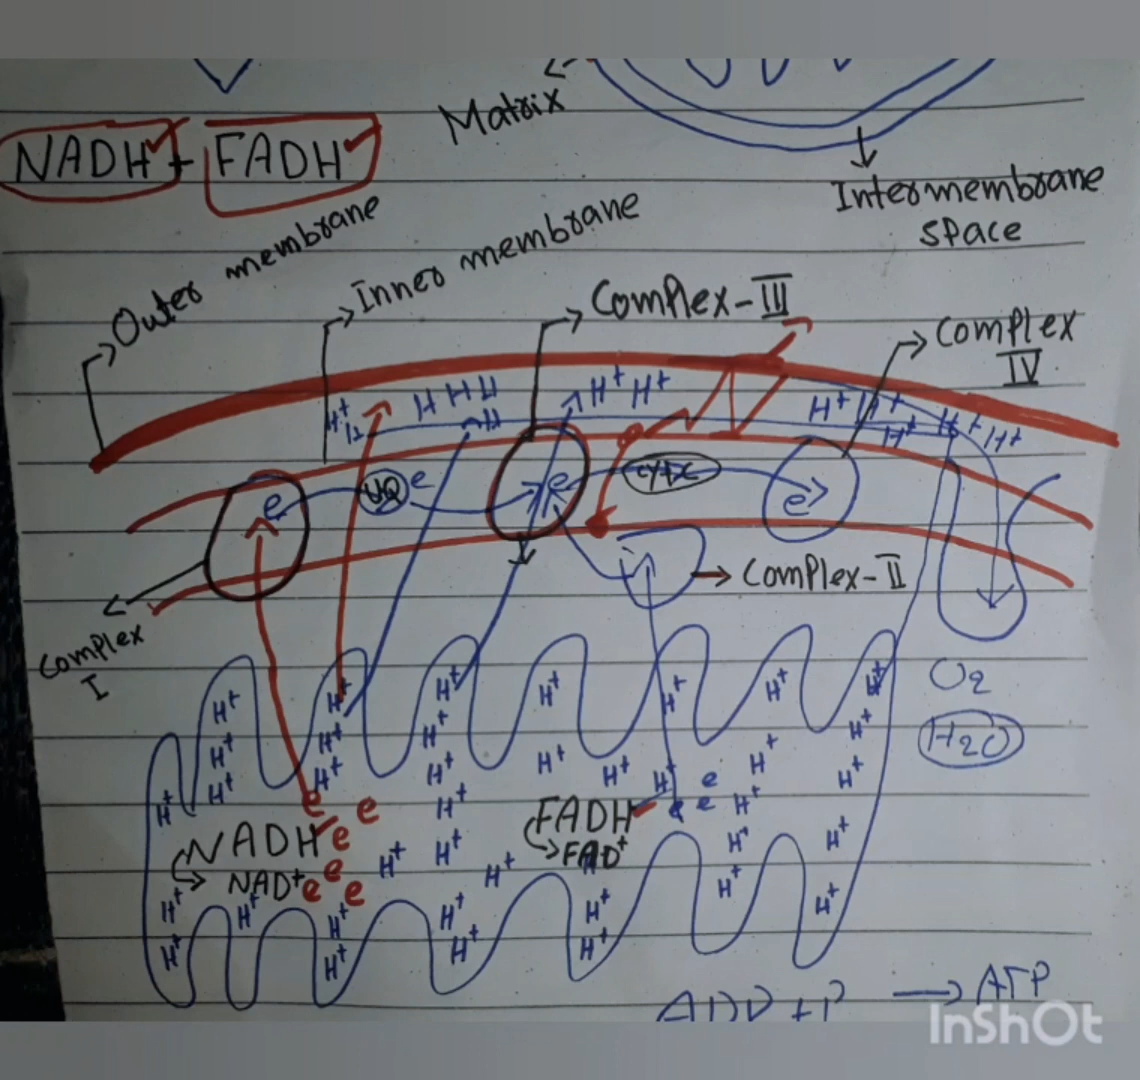 Matrix
NADH + FADH
Intermembrane
space
Outer membrane
Inner membrane
Complex-III
Complex
IV
H+ H H H H+ H+ H+ H+
H+ H+ H+
e UQ e e cytc e
Complex-II
Complex
I
H+ H+ H+ H+ H+ H+ H+
O2
H+ H+ H+ H+
H2O
H+ H+ H+ H+ H+ H+ e H+ H+
H+ e e H+ e e H+
NADH e FADH
H+ H+ H+ H+
NAD+ e e e FAD+
H+ H+ H+ H+ H+ H+ H+ H+
H+ H+ H+ H+
ADP + P → ATP
InShOt